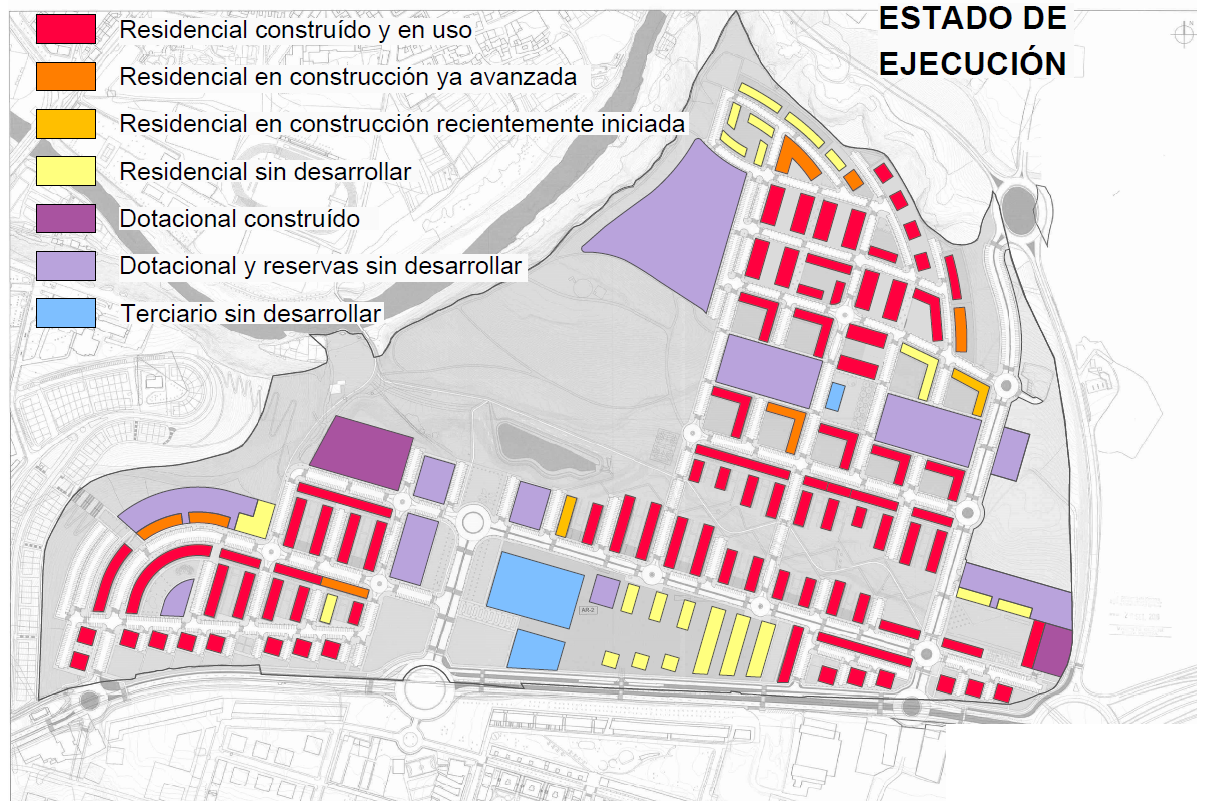 ESTADO DE
EJECUCIÓN
Residencial construído y en uso
Residencial en construcción ya avanzada
Residencial en construcción recientemente iniciada
Residencial sin desarrollar
Dotacional construído
Dotacional y reservas sin desarrollar
Terciario sin desarrollar
N